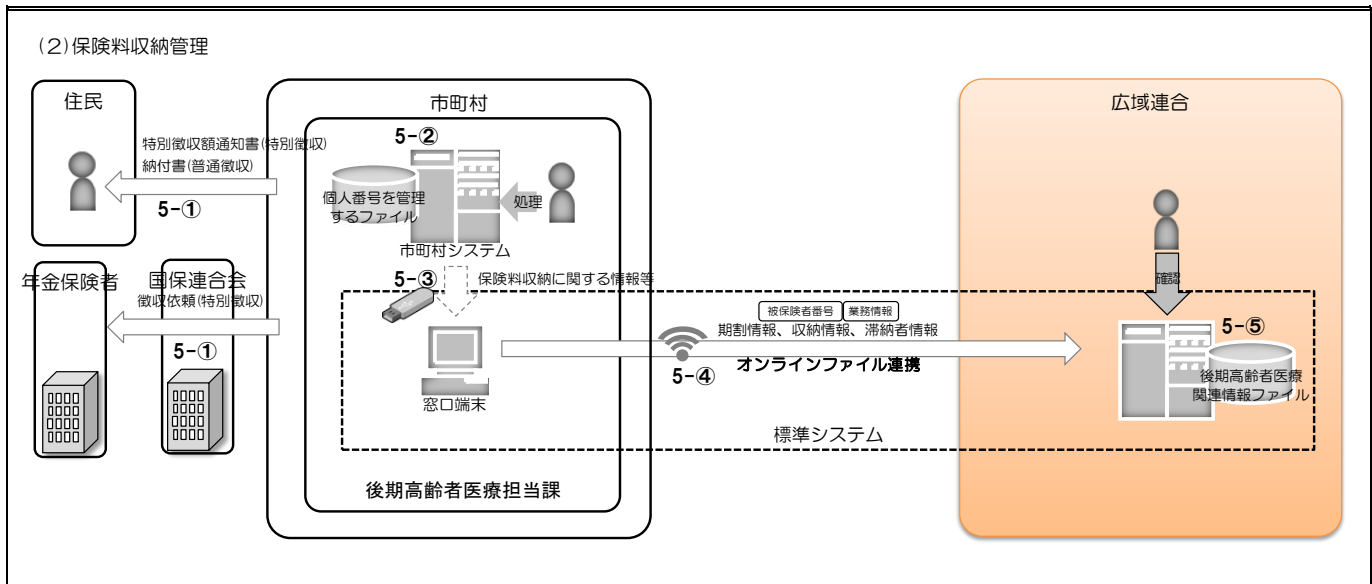 (2)保険料収納管理
住民
特別徴収額通知書(特別徴収)
納付書(普通徴収)
5-①
年金保険者
国保連合会
徴収依頼(特別徴収)
5-①
市町村
5-②
個人番号を管理
するファイル
処理
市町村システム
5-③
保険料収納に関する情報等
窓口端末
後期高齢者医療担当課
被保険者番号
業務情報
期割情報、収納情報、滞納者情報
5-④
オンラインファイル連携
標準システム
広域連合
確認
5-⑤
後期高齢者医療
関連情報ファイル